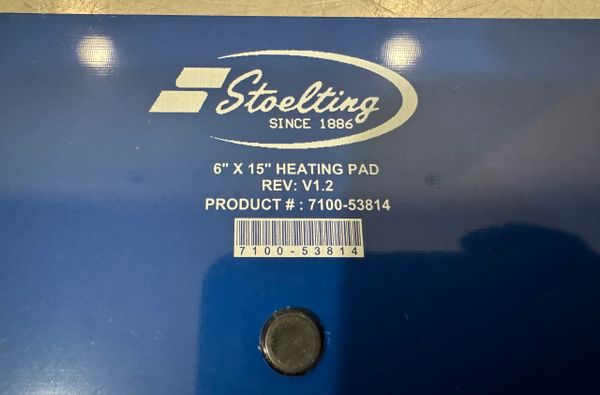 Stoelting
SINCE 1886
6" X 15" HEATING PAD
REV: V1.2
PRODUCT # : 7100-53814
7100-53814